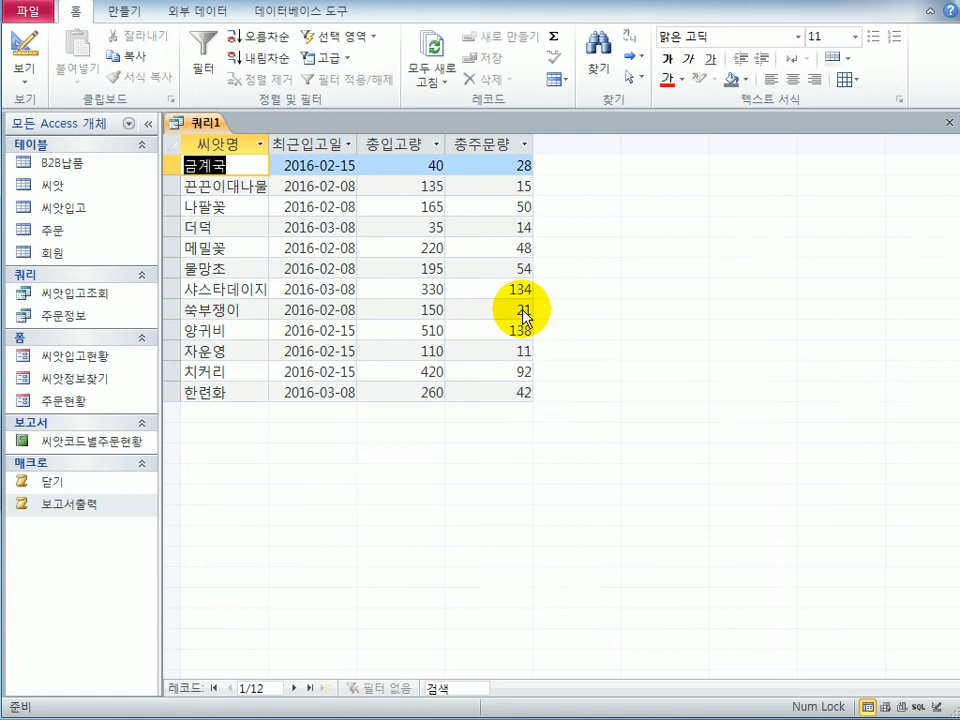 파일 홈 만들기 외부 데이터 데이터베이스 도구
보기
붙여넣기
잘라내기
복사
서식 복사
필터
오름차순
내림차순
정렬 제거
선택 영역
고급
필터 적용/해제
모두 새로
고침
새로 만들기
저장
삭제
찾기
맑은 고딕 11
가 가 가
가
보기 클립보드 정렬 및 필터 레코드 찾기 텍스트 서식
모든 Access 개체
테이블
B2B납품
씨앗
씨앗입고
주문
회원
쿼리
씨앗입고조회
주문정보
폼
씨앗입고현황
씨앗정보찾기
주문현황
보고서
씨앗코드별주문현황
매크로
닫기
보고서출력
쿼리1
씨앗명 최근입고일 총입고량 총주문량
금계국 2016-02-15 40 28
끈끈이대나물 2016-02-08 135 15
나팔꽃 2016-02-08 165 50
더덕 2016-03-08 35 14
메밀꽃 2016-02-08 220 48
물망초 2016-02-08 195 54
샤스타데이지 2016-03-08 330 134
쑥부쟁이 2016-02-08 150 21
양귀비 2016-02-15 510 138
자운영 2016-02-15 110 11
치커리 2016-02-15 420 92
한련화 2016-03-08 260 42
레코드: 1/12 필터 없음 검색
준비 Num Lock SQL